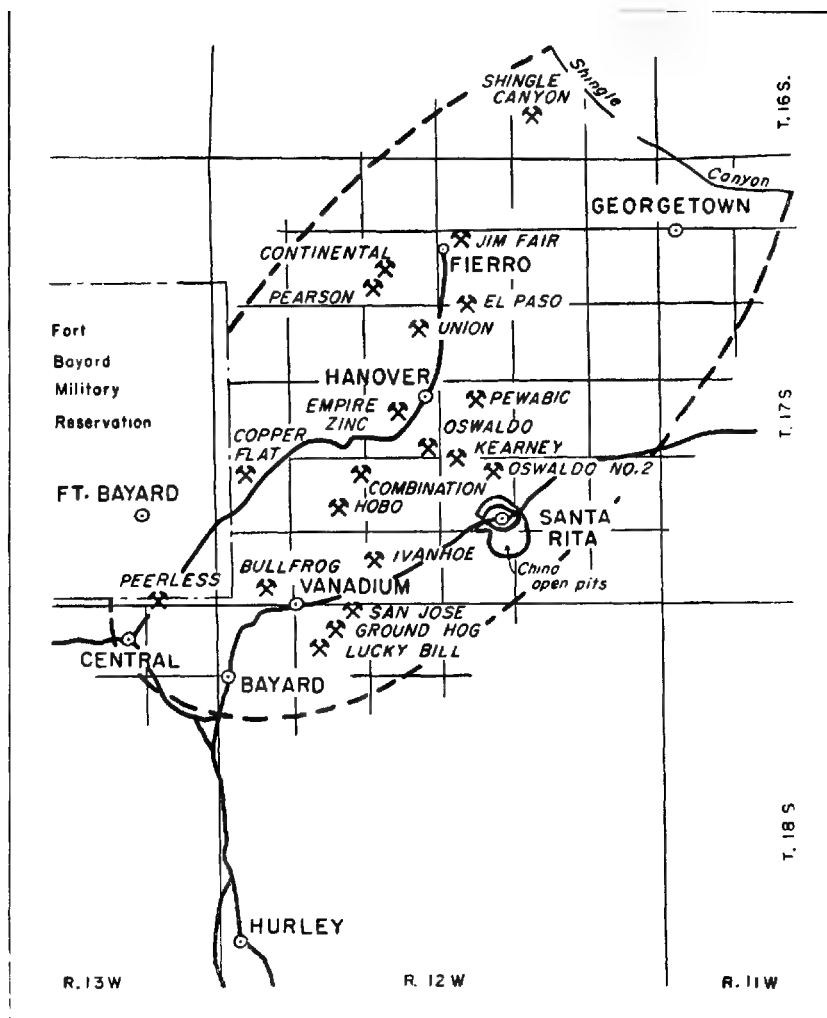 Shingle
SHINGLE
CANYON
T. 16 S.
Canyon
GEORGETOWN
JIM FAIR
CONTINENTAL
FIERRO
PEARSON
EL PASO
Fort
Bayard
Military
Reservation
UNION
HANOVER
PEWABIC
EMPIRE
ZINC
T. 17 S
OSWALDO
COPPER
FLAT
KEARNEY
OSWALDO NO.2
FT. BAYARD
COMBINATION
HOBO
SANTA
RITA
IVANHOE
Chino
open pits
BULLFROG
PEERLESS
VANADIUM
SAN JOSE
GROUND HOG
LUCKY BILL
CENTRAL
BAYARD
T. 18 S
HURLEY
R. 13 W
R. 12 W
R. 11 W